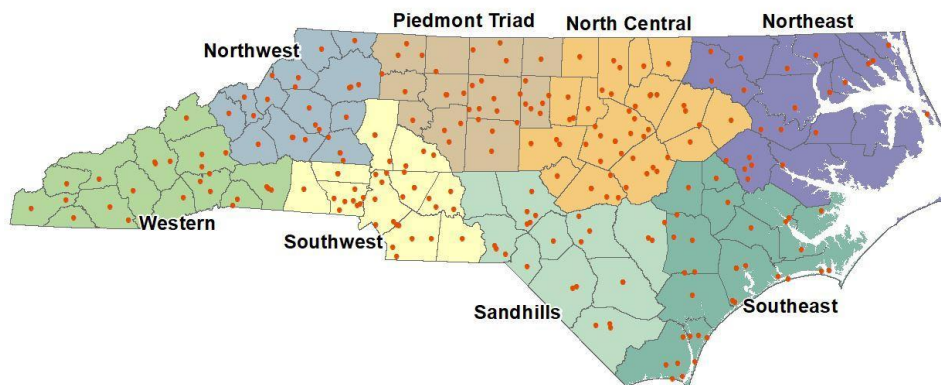 Piedmont Triad
North Central
Northeast
Northwest
Western
Southwest
Sandhills
Southeast